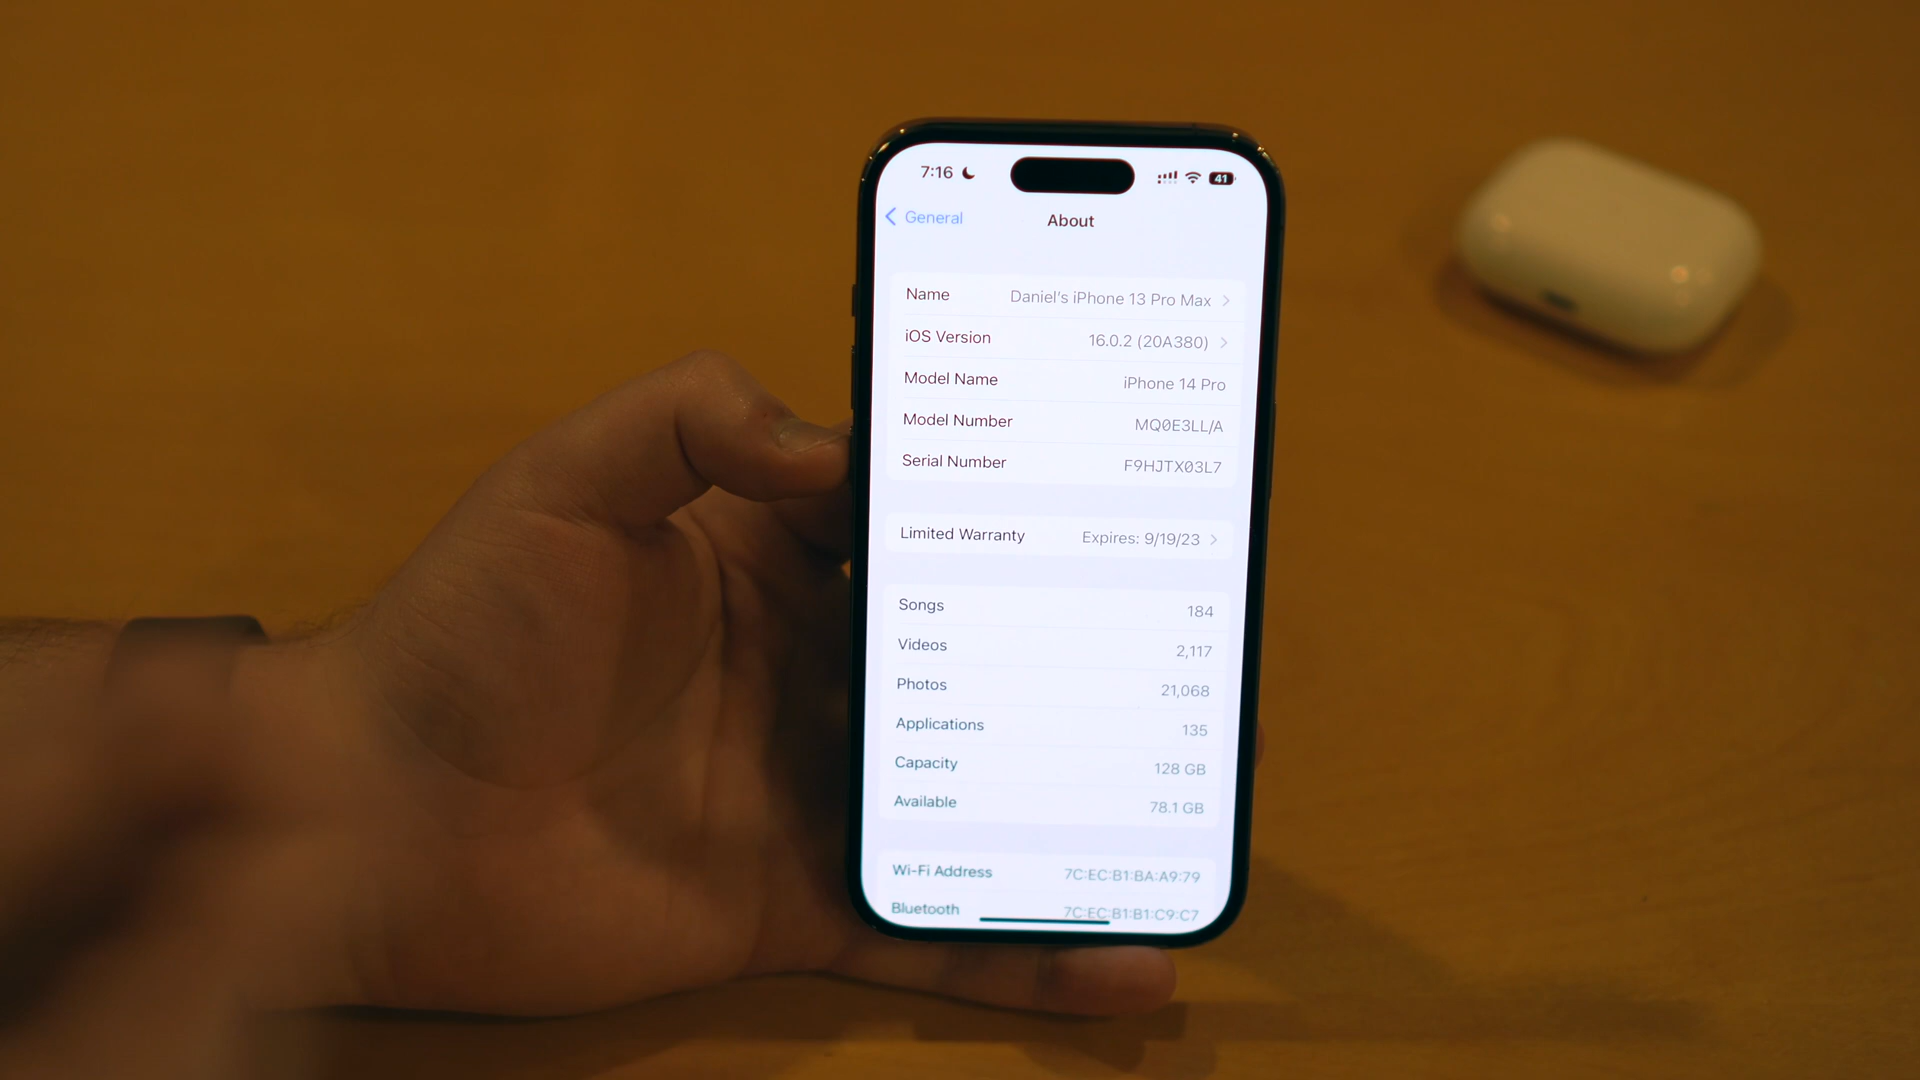 7:16 41
General About
Name Daniel's iPhone 13 Pro Max
iOS Version 16.0.2 (20A380)
Model Name iPhone 14 Pro
Model Number MQ0E3LL/A
Serial Number F9HJTX03L7
Limited Warranty Expires: 9/19/23
Songs 184
Videos 2,117
Photos 21,068
Applications 135
Capacity 128 GB
Available 78.1 GB
Wi-Fi Address 7C:EC:B1:BA:A9:79
Bluetooth 7C:EC:B1:B1:C9:C7